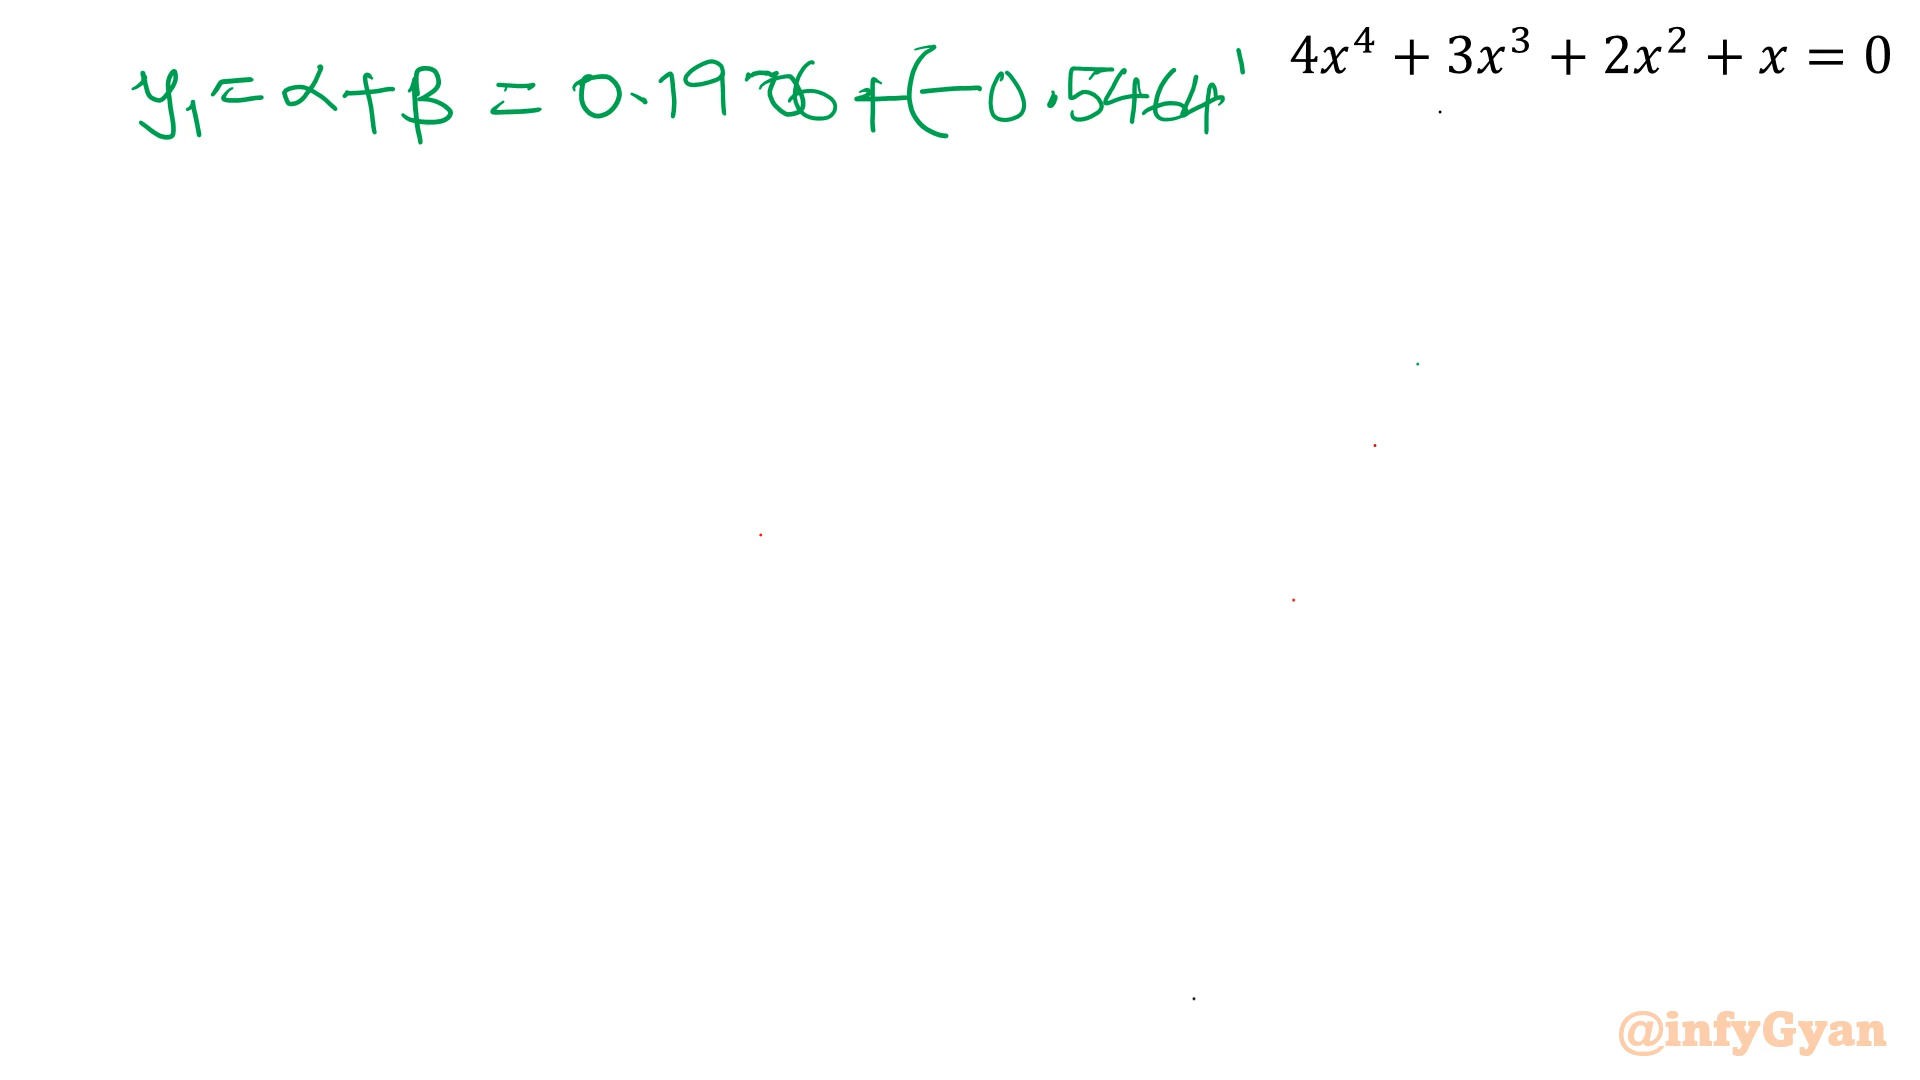 y₁ = α + β = 0.1976 + (-0.5464
4x⁴ + 3x³ + 2x² + x = 0
@infyGyan